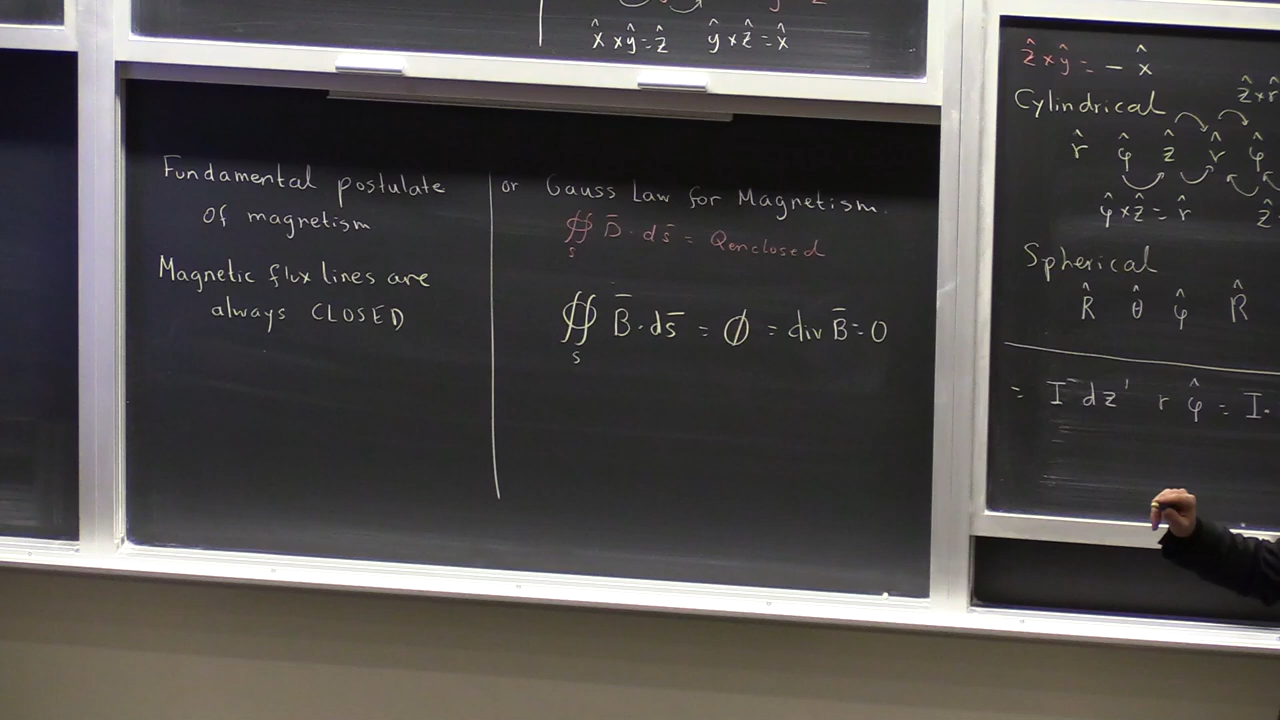 x̂ x ŷ = ẑ ŷ x ẑ = x̂
Fundamental postulate
of magnetism
Magnetic flux lines are
always CLOSED
or Gauss Law for Magnetism.
∯ D̄ · ds̄ = Qenclosed
s
∯ B̄ · ds̄ = ∅ = div B̄ = 0
s
ẑ x ŷ = - x̂
ẑ x r̂
Cylindrical
r̂ φ̂ ẑ r̂ φ̂
φ̂ x ẑ = r̂ ẑ
Spherical
R̂ θ̂ φ̂ R̂
= I dz' r φ̂ = I ·